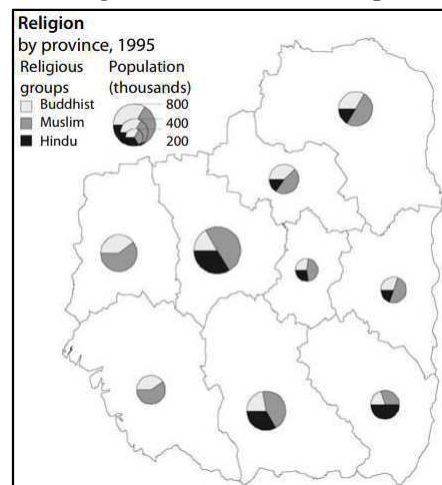 Religion
by province, 1995
Religious groups
Buddhist
Muslim
Hindu
Population (thousands)
800
400
200